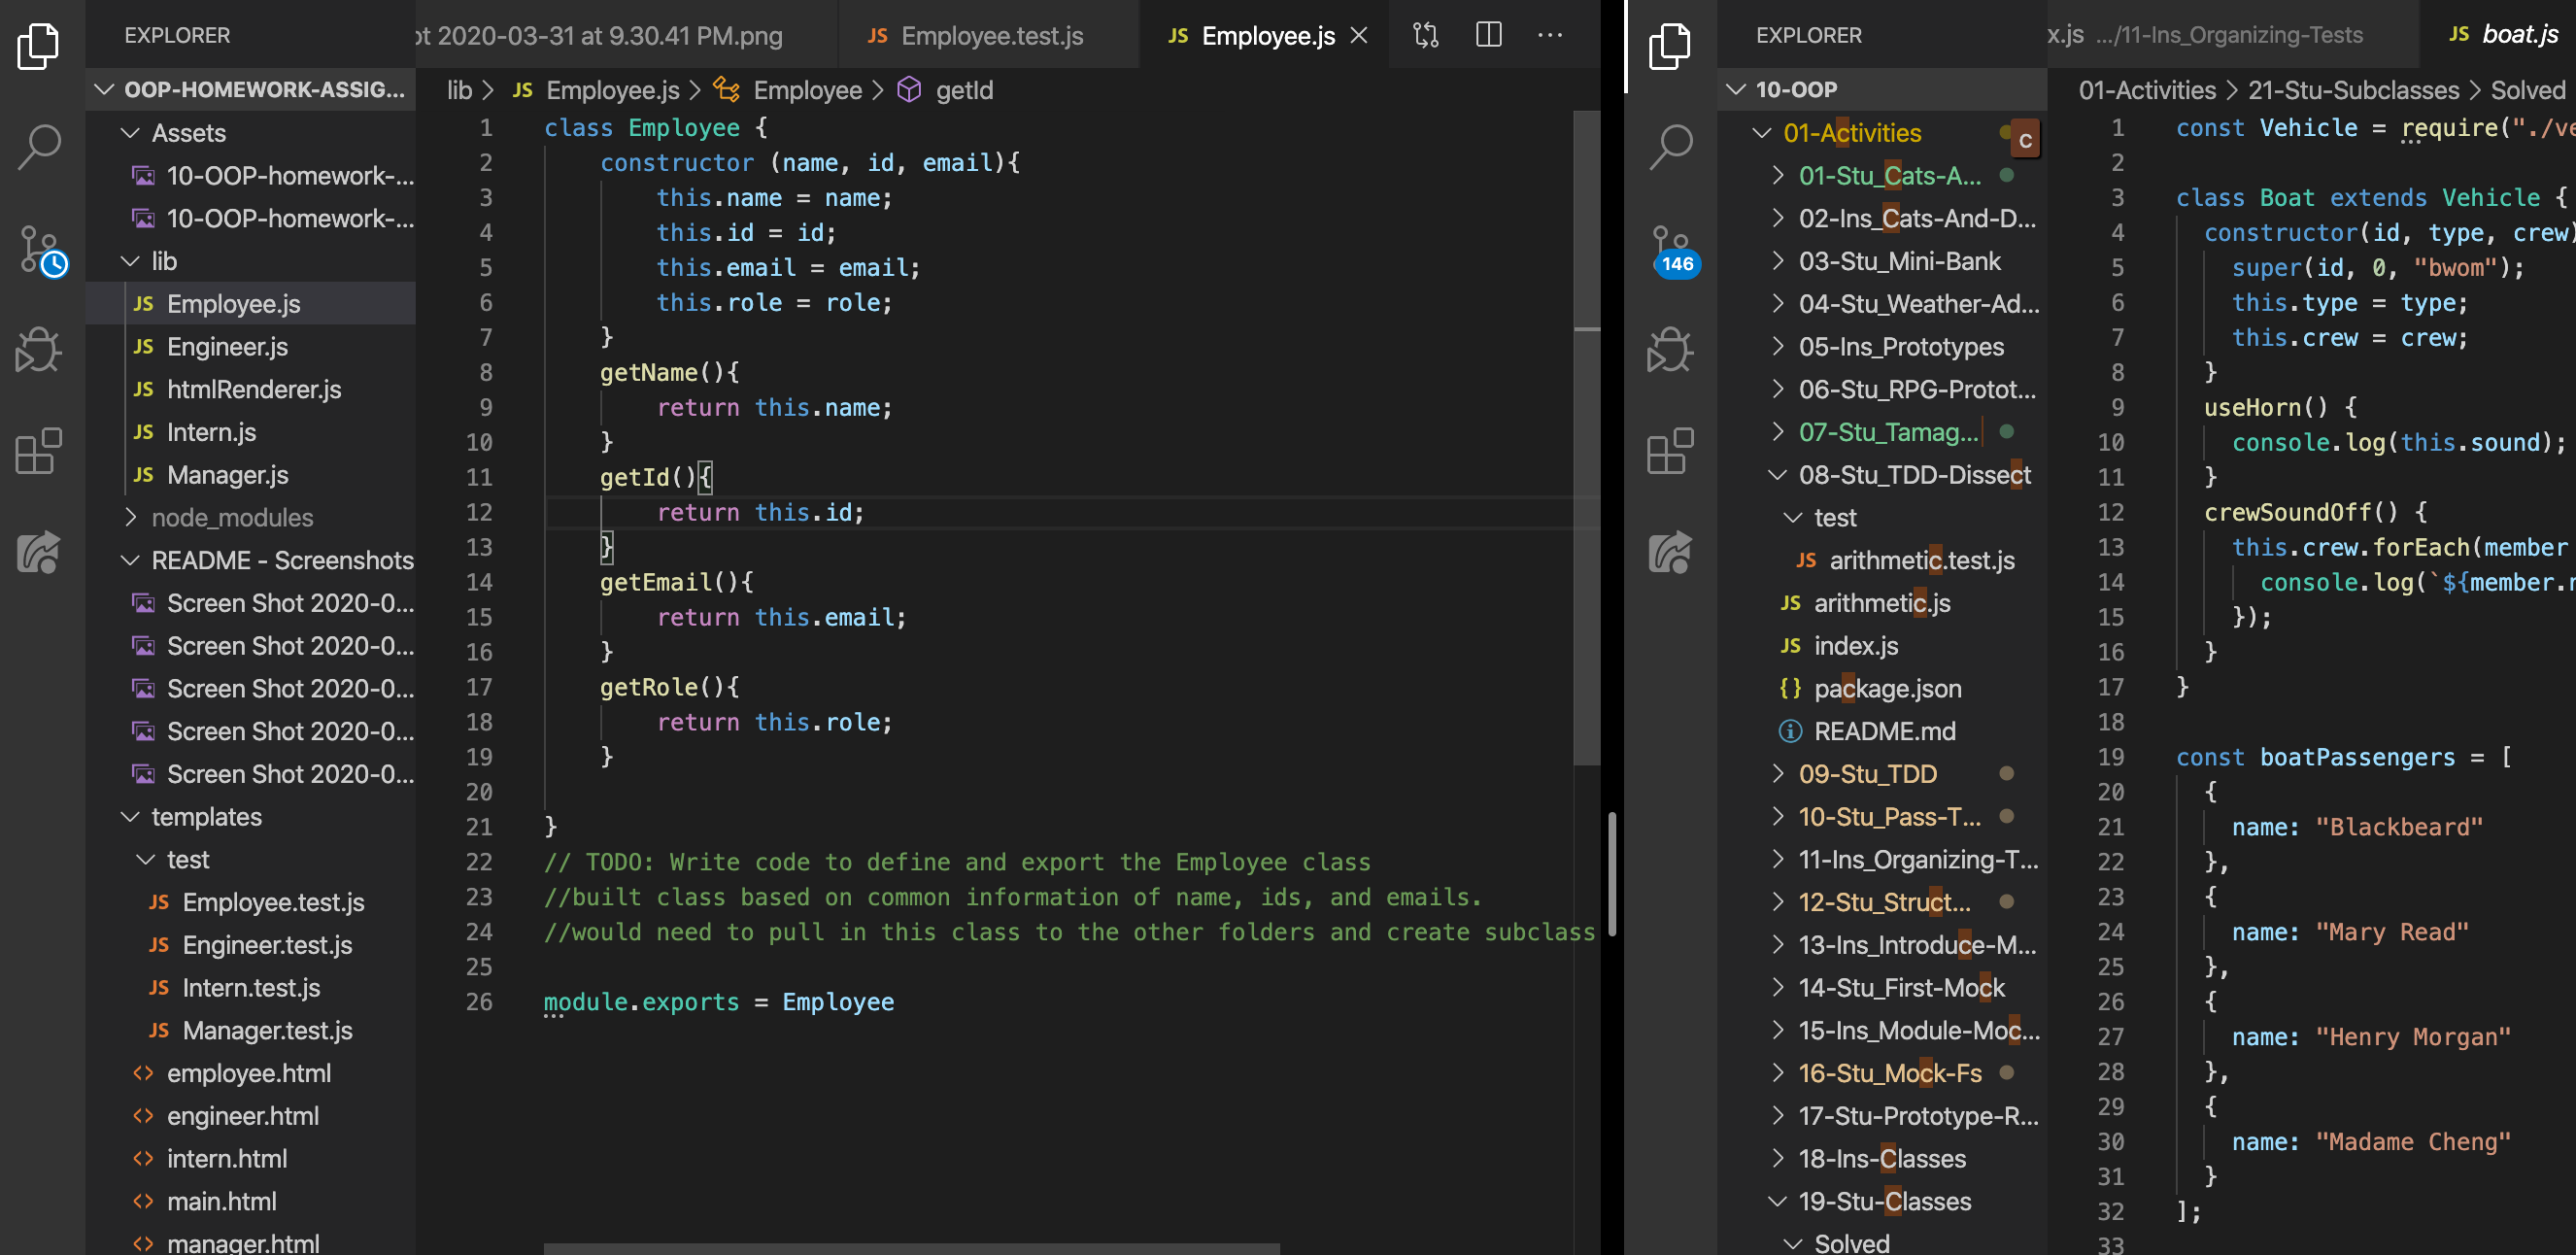 EXPLORER
OOP-HOMEWORK-ASSIG...
Assets
10-OOP-homework-...
10-OOP-homework-...
lib
JS Employee.js
JS Engineer.js
JS htmlRenderer.js
JS Intern.js
JS Manager.js
node_modules
README - Screenshots
Screen Shot 2020-0...
Screen Shot 2020-0...
Screen Shot 2020-0...
Screen Shot 2020-0...
Screen Shot 2020-0...
templates
test
JS Employee.test.js
JS Engineer.test.js
JS Intern.test.js
JS Manager.test.js
<> employee.html
<> engineer.html
<> intern.html
<> main.html
<> manager.html
2020-03-31 at 9.30.41 PM.png
JS Employee.test.js
JS Employee.js
lib > JS Employee.js > Employee > getId
1 class Employee {
2 constructor (name, id, email){
3 this.name = name;
4 this.id = id;
5 this.email = email;
6 this.role = role;
7 }
8 getName(){
9 return this.name;
10 }
11 getId(){
12 return this.id;
13 }
14 getEmail(){
15 return this.email;
16 }
17 getRole(){
18 return this.role;
19 }
20
21 }
22 // TODO: Write code to define and export the Employee class
23 //built class based on common information of name, ids, and emails.
24 //would need to pull in this class to the other folders and create subclass
25
26 module.exports = Employee
146
EXPLORER
10-OOP
01-Activities
c
01-Stu_Cats-A...
02-Ins_Cats-And-D...
03-Stu_Mini-Bank
04-Stu_Weather-Ad...
05-Ins_Prototypes
06-Stu_RPG-Protot...
07-Stu_Tamag...
08-Stu_TDD-Dissect
test
JS arithmetic.test.js
JS arithmetic.js
JS index.js
{} package.json
README.md
09-Stu_TDD
10-Stu_Pass-T...
11-Ins_Organizing-T...
12-Stu_Struct...
13-Ins_Introduce-M...
14-Stu_First-Mock
15-Ins_Module-Moc...
16-Stu_Mock-Fs
17-Stu-Prototype-R...
18-Ins-Classes
19-Stu-Classes
Solved
x.js .../11-Ins_Organizing-Tests
JS boat.js
01-Activities > 21-Stu-Subclasses > Solved
1 const Vehicle = require("./ve
2
3 class Boat extends Vehicle {
4 constructor(id, type, crew)
5 super(id, 0, "bwom");
6 this.type = type;
7 this.crew = crew;
8 }
9 useHorn() {
10 console.log(this.sound);
11 }
12 crewSoundOff() {
13 this.crew.forEach(member
14 console.log(`${member.n
15 });
16 }
17 }
18
19 const boatPassengers = [
20 {
21 name: "Blackbeard"
22 },
23 {
24 name: "Mary Read"
25 },
26 {
27 name: "Henry Morgan"
28 },
29 {
30 name: "Madame Cheng"
31 }
32 ];
33